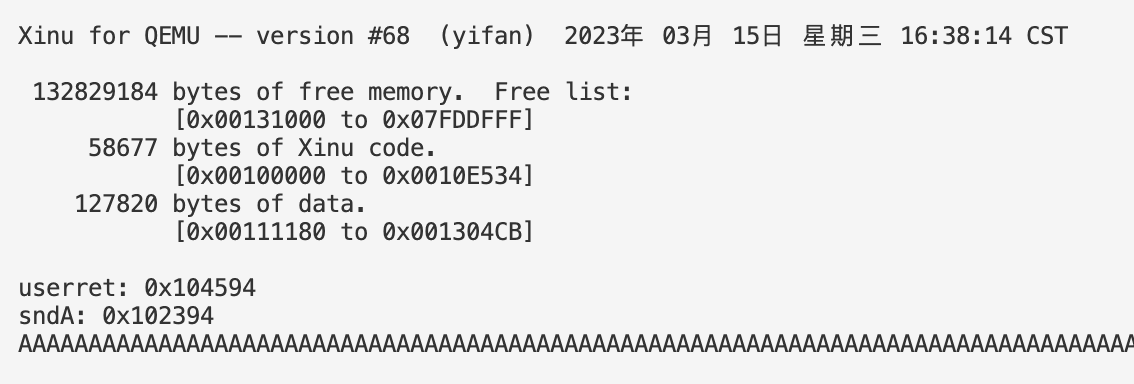 Xinu for QEMU -- version #68  (yifan)  2023年 03月 15日 星期三 16:38:14 CST
132829184 bytes of free memory.  Free list:
[0x00131000 to 0x07FDDFFF]
58677 bytes of Xinu code.
[0x00100000 to 0x0010E534]
127820 bytes of data.
[0x00111180 to 0x001304CB]
userret: 0x104594
sndA: 0x102394
AAAAAAAAAAAAAAAAAAAAAAAAAAAAAAAAAAAAAAAAAAAAAAAAAAAAAAAAAAAAAAAAAAAAAAAAAAAAAAAA